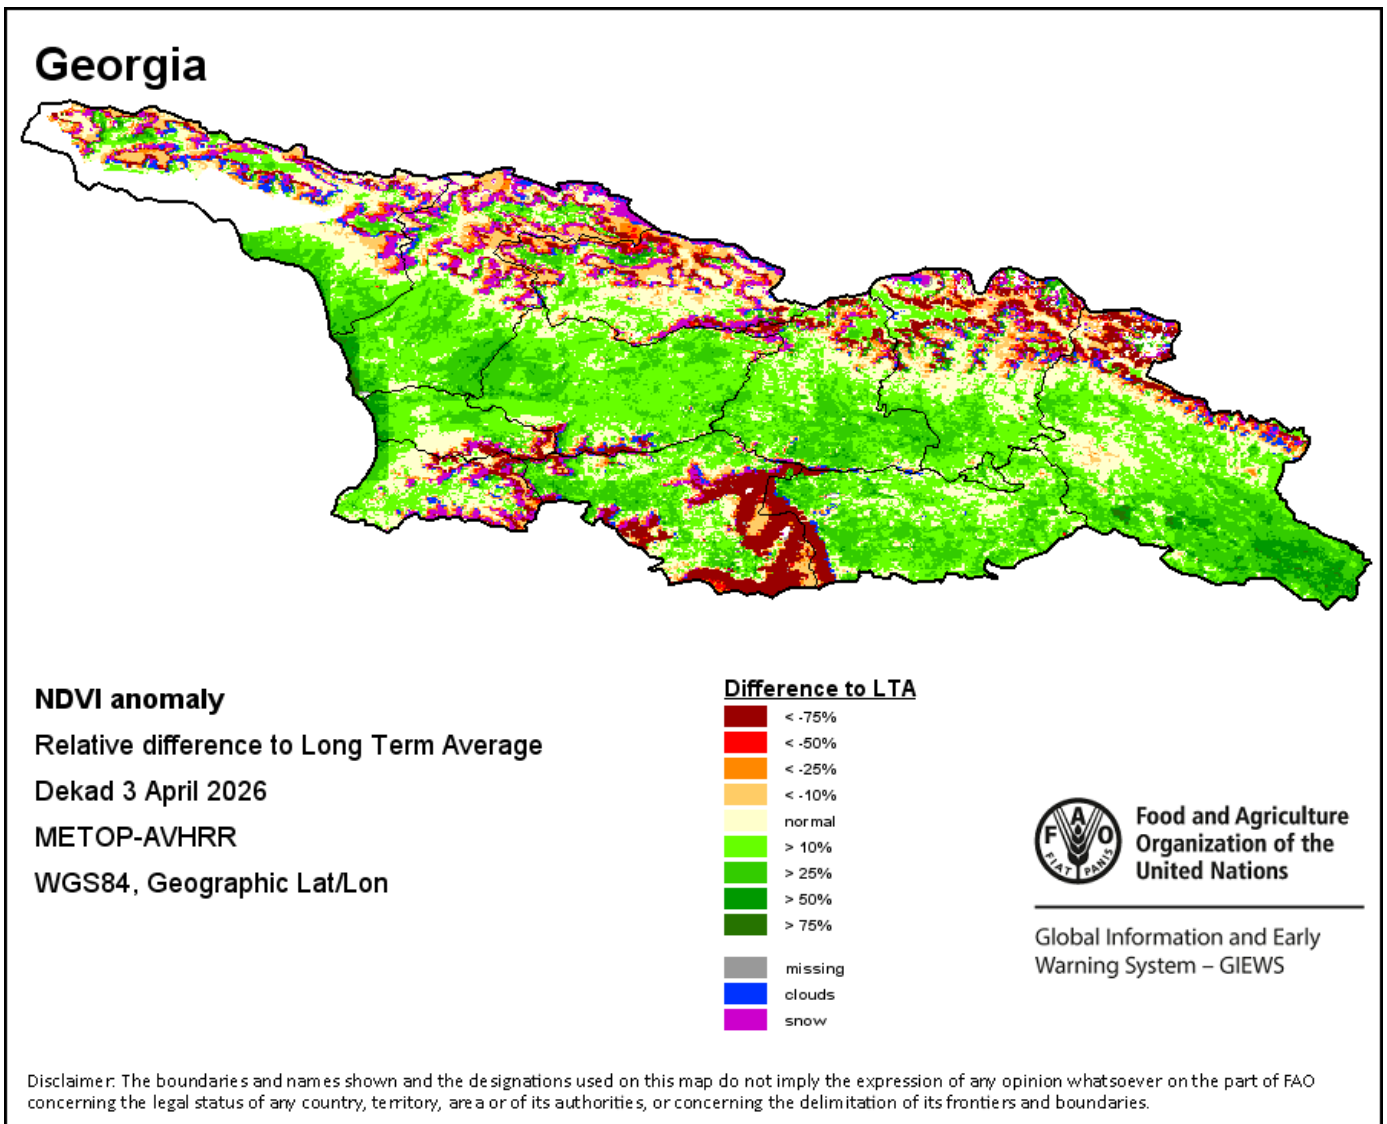 Georgia
NDVI anomaly
Relative difference to Long Term Average
Dekad 3 April 2026
METOP-AVHRR
WGS84, Geographic Lat/Lon
Difference to LTA
< -75%
< -50%
< -25%
< -10%
normal
> 10%
> 25%
> 50%
> 75%
missing
clouds
snow
F A O
FIAT PANIS
Food and Agriculture
Organization of the
United Nations
Global Information and Early
Warning System – GIEWS
Disclaimer: The boundaries and names shown and the designations used on this map do not imply the expression of any opinion whatsoever on the part of FAO
concerning the legal status of any country, territory, area or of its authorities, or concerning the delimitation of its frontiers and boundaries.